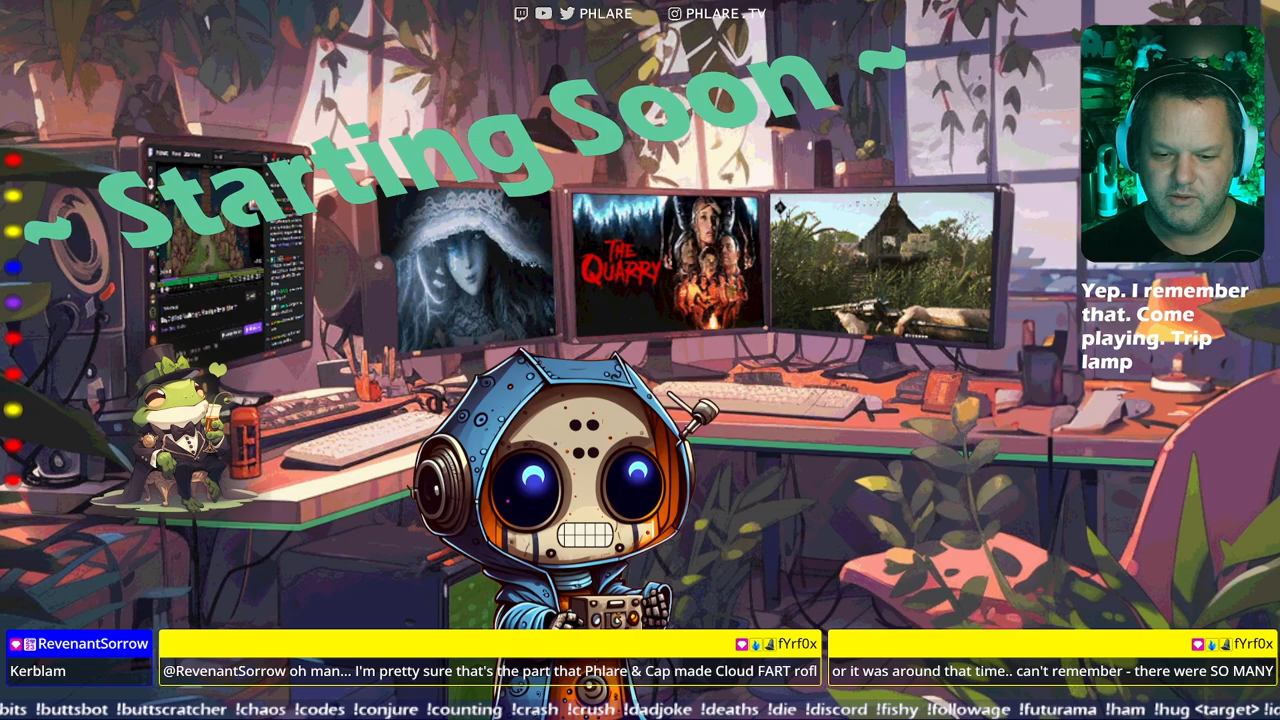 PHLARE PHLARE.TV
~ Starting Soon ~
THE
QUARRY
Yep. I remember
that. Come
playing. Trip
lamp
RevenantSorrow
Kerblam
fYrf0x
@RevenantSorrow oh man... I'm pretty sure that's the part that Phlare & Cap made Cloud FART rofl
fYrf0x
or it was around that time.. can't remember - there were SO MANY
bits !buttsbot !buttscratcher !chaos !codes !conjure !counting !crash !crush !dadjoke !deaths !die !discord !fishy !followage !futurama !ham !hug <target>